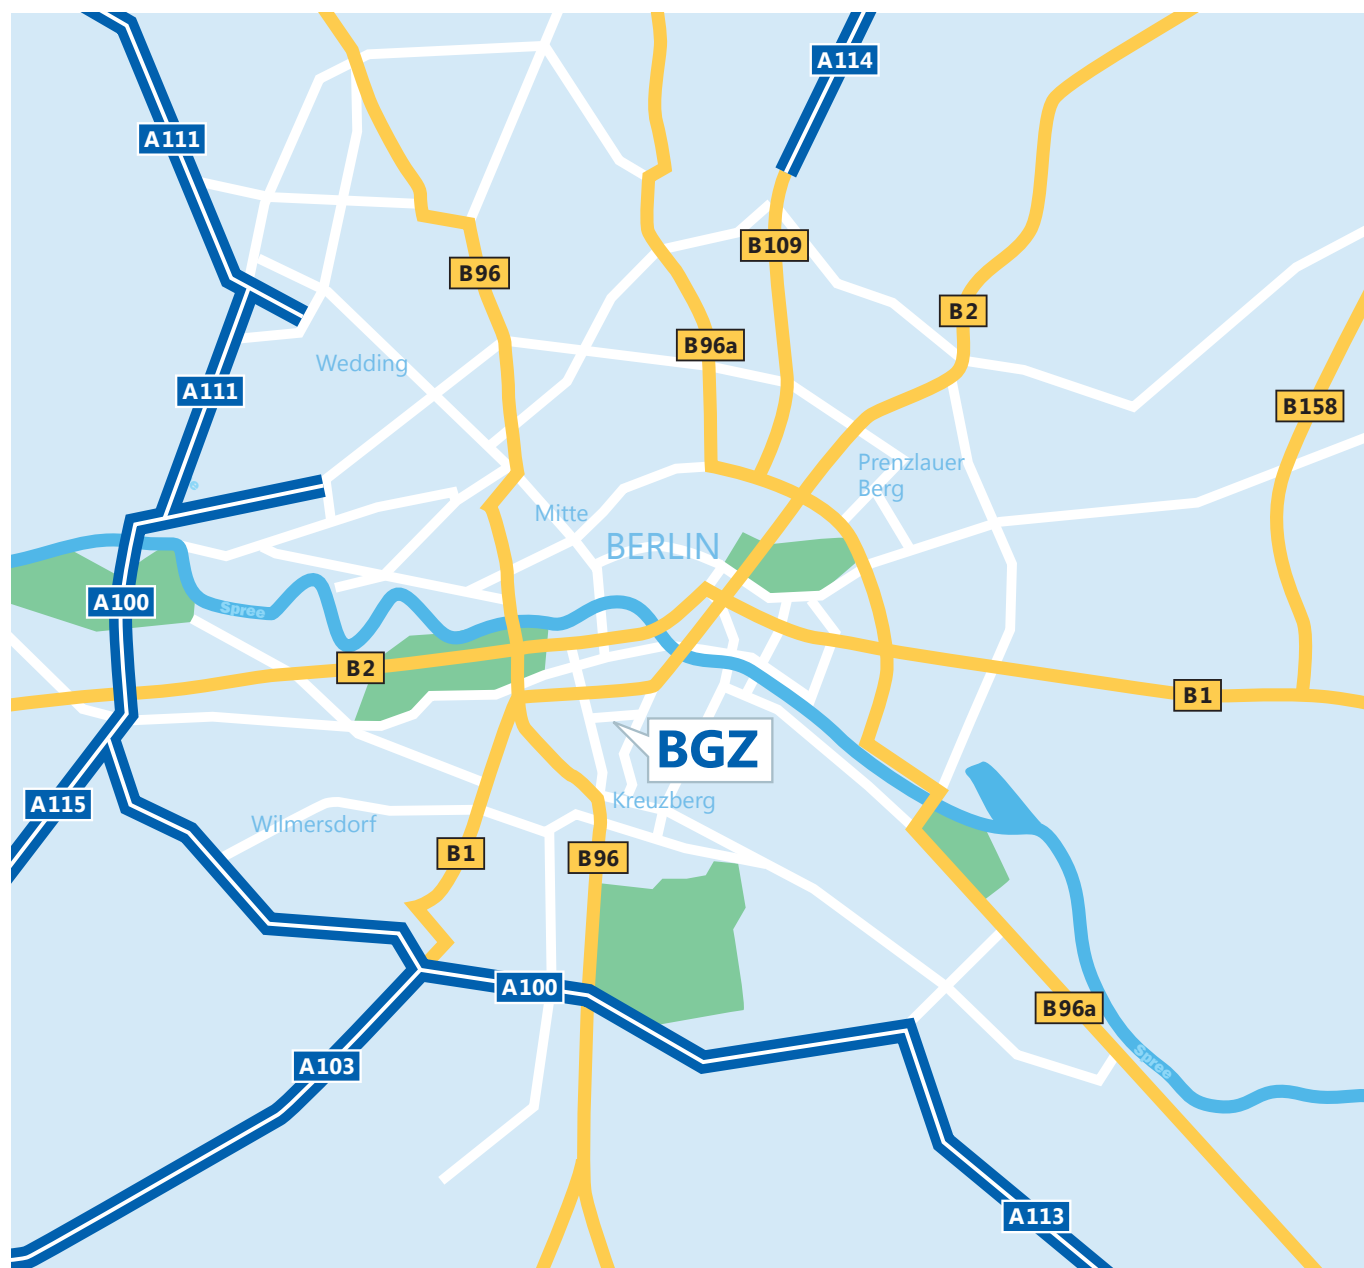 A114
A111
B109
B96
B2
B96a
Wedding
A111
B158
Prenzlauer
Berg
Mitte
BERLIN
A100
Spree
B2
B1
BGZ
A115
Kreuzberg
Wilmersdorf
B1
B96
A100
B96a
Spree
A103
A113